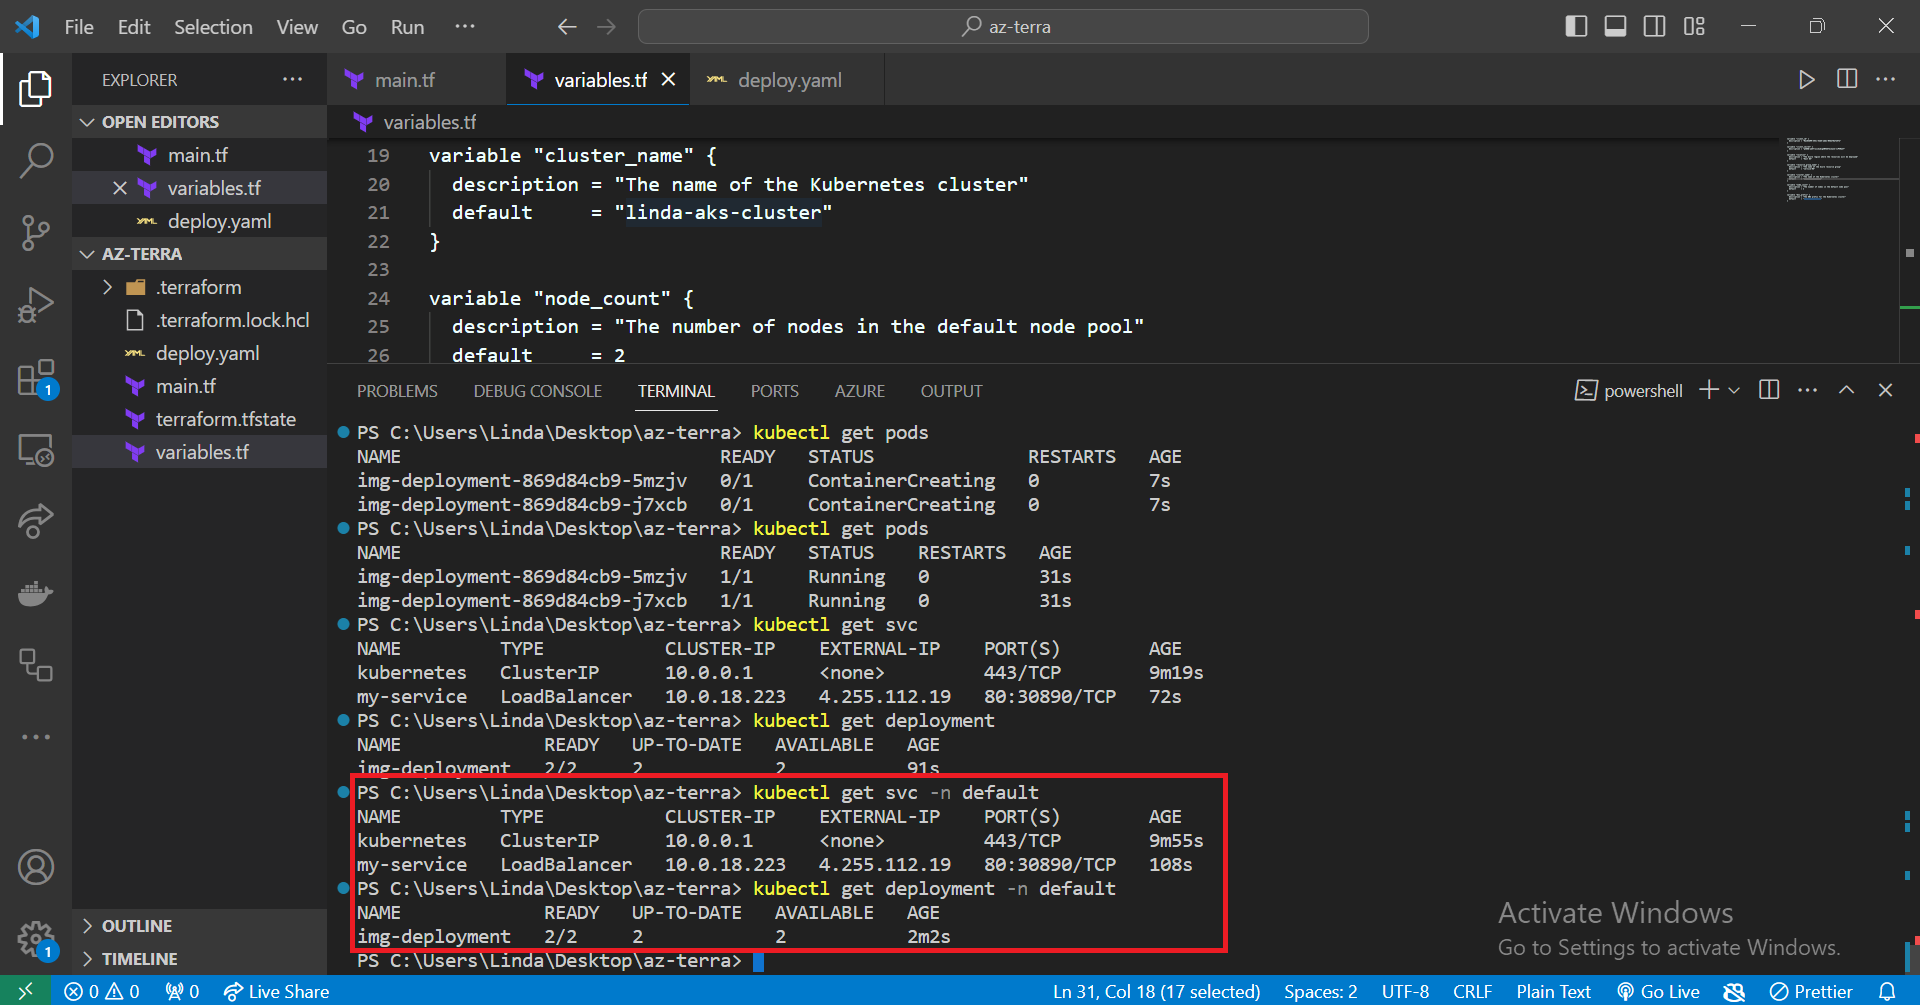 File Edit Selection View Go Run ··· az-terra
EXPLORER ···
main.tf variables.tf deploy.yaml
OPEN EDITORS
main.tf
variables.tf
deploy.yaml
AZ-TERRA
.terraform
.terraform.lock.hcl
deploy.yaml
main.tf
terraform.tfstate
variables.tf
OUTLINE
TIMELINE
1
1
variables.tf
19 variable "cluster_name" {
20 description = "The name of the Kubernetes cluster"
21 default = "linda-aks-cluster"
22 }
23
24 variable "node_count" {
25 description = "The number of nodes in the default node pool"
26 default = 2
PROBLEMS DEBUG CONSOLE TERMINAL PORTS AZURE OUTPUT powershell
PS C:\Users\Linda\Desktop\az-terra> kubectl get pods
NAME READY STATUS RESTARTS AGE
img-deployment-869d84cb9-5mzjv 0/1 ContainerCreating 0 7s
img-deployment-869d84cb9-j7xcb 0/1 ContainerCreating 0 7s
PS C:\Users\Linda\Desktop\az-terra> kubectl get pods
NAME READY STATUS RESTARTS AGE
img-deployment-869d84cb9-5mzjv 1/1 Running 0 31s
img-deployment-869d84cb9-j7xcb 1/1 Running 0 31s
PS C:\Users\Linda\Desktop\az-terra> kubectl get svc
NAME TYPE CLUSTER-IP EXTERNAL-IP PORT(S) AGE
kubernetes ClusterIP 10.0.0.1 <none> 443/TCP 9m19s
my-service LoadBalancer 10.0.18.223 4.255.112.19 80:30890/TCP 72s
PS C:\Users\Linda\Desktop\az-terra> kubectl get deployment
NAME READY UP-TO-DATE AVAILABLE AGE
img-deployment 2/2 2 2 91s
PS C:\Users\Linda\Desktop\az-terra> kubectl get svc -n default
NAME TYPE CLUSTER-IP EXTERNAL-IP PORT(S) AGE
kubernetes ClusterIP 10.0.0.1 <none> 443/TCP 9m55s
my-service LoadBalancer 10.0.18.223 4.255.112.19 80:30890/TCP 108s
PS C:\Users\Linda\Desktop\az-terra> kubectl get deployment -n default
NAME READY UP-TO-DATE AVAILABLE AGE
img-deployment 2/2 2 2 2m2s
PS C:\Users\Linda\Desktop\az-terra>
Activate Windows
Go to Settings to activate Windows.
0 0 0 Live Share Ln 31, Col 18 (17 selected) Spaces: 2 UTF-8 CRLF Plain Text Go Live Prettier